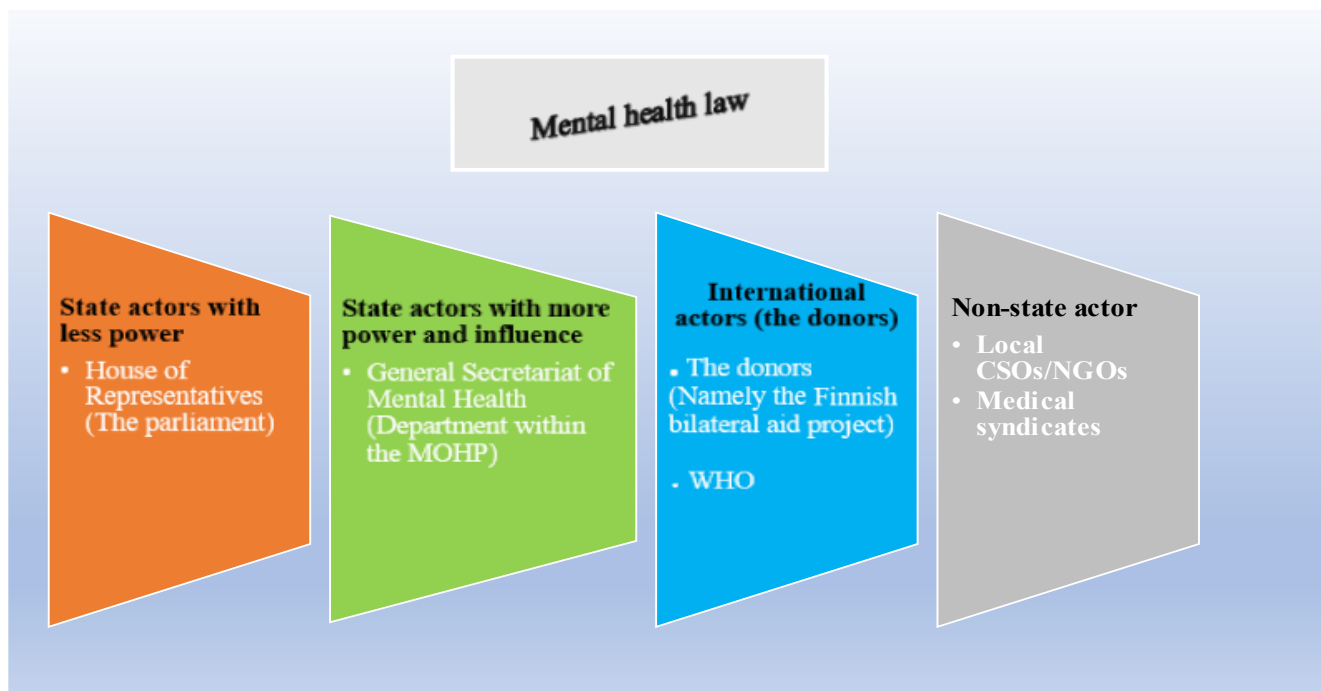 Mental health law
State actors with
less power
• House of
Representatives
(The parliament)
State actors with more
power and influence
• General Secretariat of
Mental Health
(Department within
the MOHP)
International
actors (the donors)
. The donors
(Namely the Finnish
bilateral aid project)
. WHO
Non-state actor
• Local
CSOs/NGOs
• Medical
syndicates